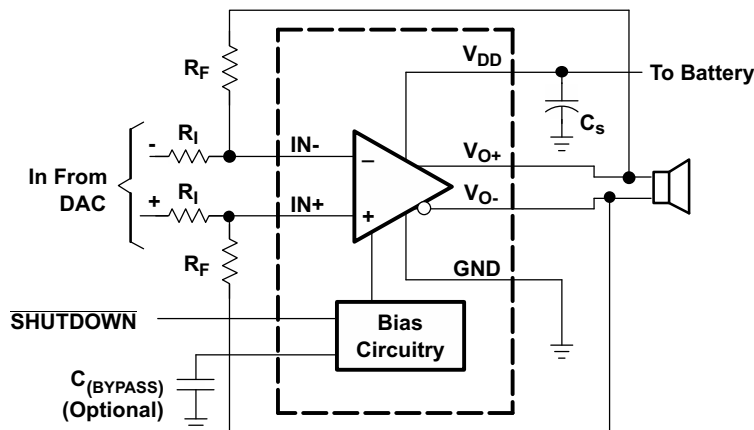 V_DD
To Battery
R_F
C_s
-
R_I
IN-
–
V_O+
In From
DAC
+
R_I
IN+
+
V_O-
R_F
GND
SHUTDOWN
Bias
Circuitry
C_(BYPASS)
(Optional)